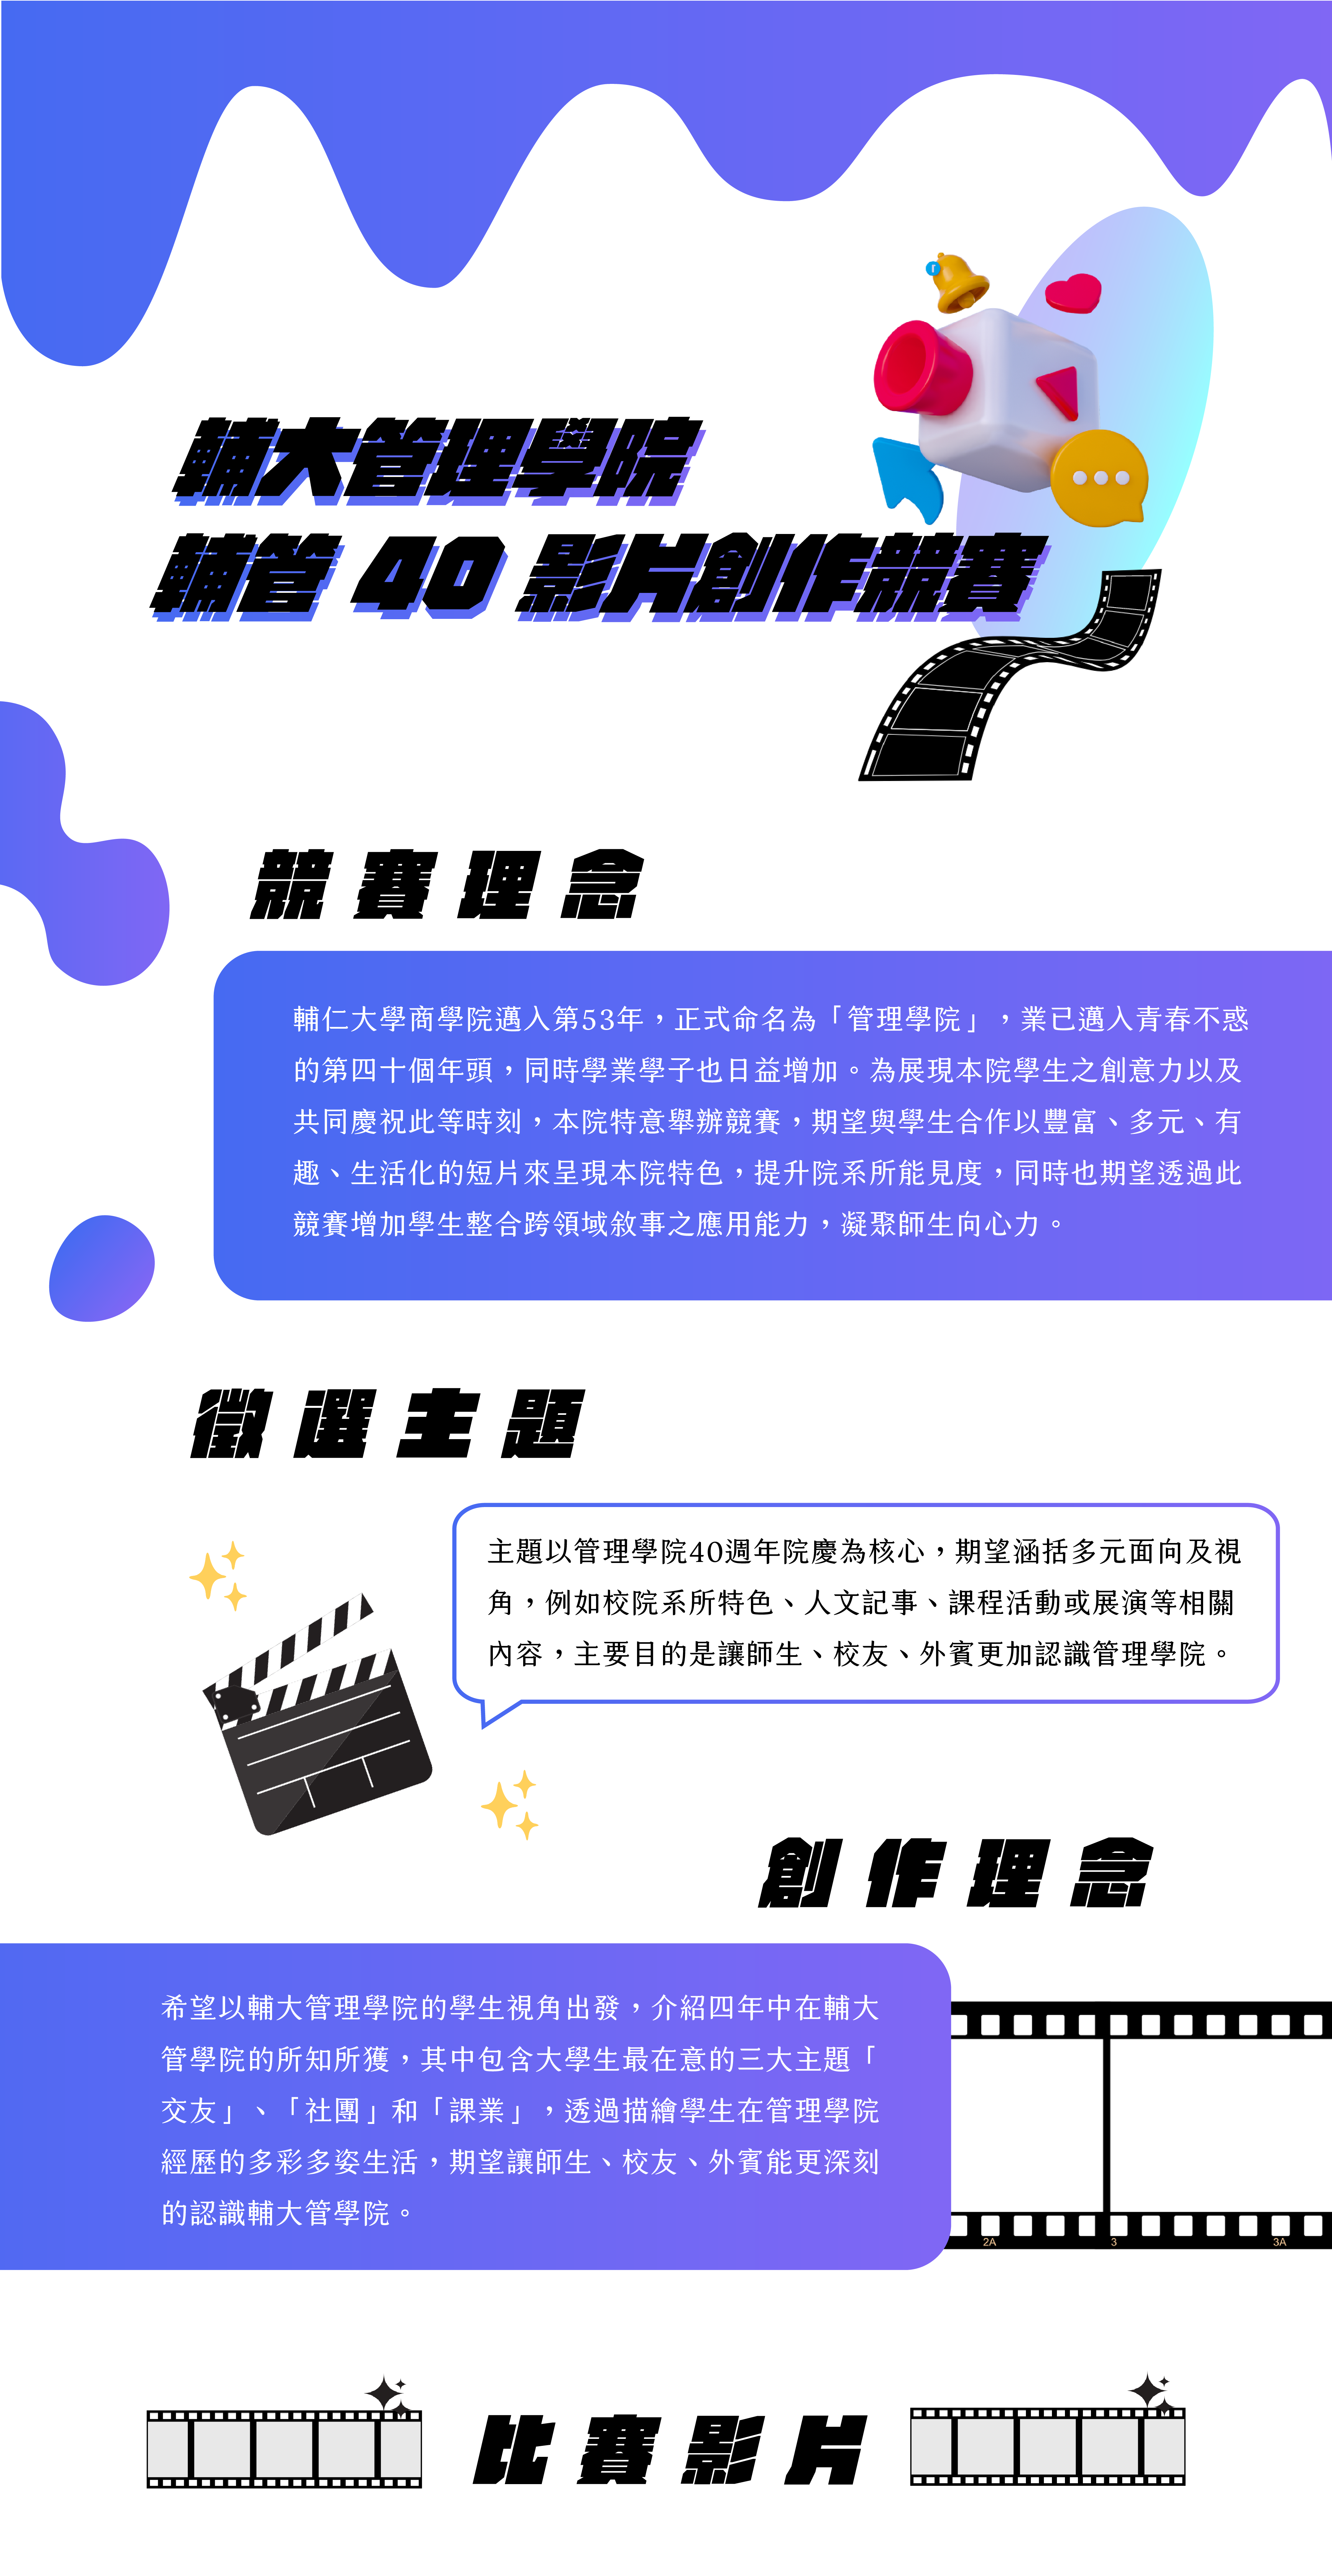 輔大管理學院
輔管 40 影片創作競賽
競賽理念
輔仁大學商學院邁入第53年，正式命名為「管理學院」，業已邁入青春不惑
的第四十個年頭，同時學業學子也日益增加。為展現本院學生之創意力以及
共同慶祝此等時刻，本院特意舉辦競賽，期望與學生合作以豐富、多元、有
趣、生活化的短片來呈現本院特色，提升院系所能見度，同時也期望透過此
競賽增加學生整合跨領域敘事之應用能力，凝聚師生向心力。
徵選主題
主題以管理學院40週年院慶為核心，期望涵括多元面向及視
角，例如校院系所特色、人文記事、課程活動或展演等相關
內容，主要目的是讓師生、校友、外賓更加認識管理學院。
創作理念
希望以輔大管理學院的學生視角出發，介紹四年中在輔大
管學院的所知所獲，其中包含大學生最在意的三大主題「
交友」、「社團」和「課業」，透過描繪學生在管理學院
經歷的多彩多姿生活，期望讓師生、校友、外賓能更深刻
的認識輔大管學院。
2A 3 3A
比賽影片